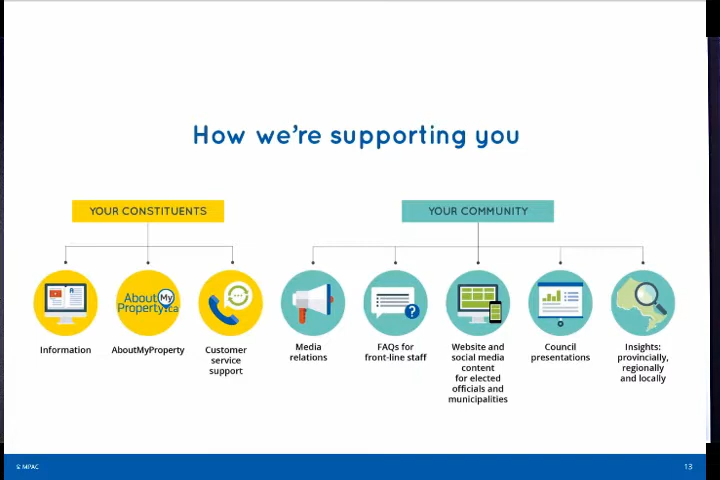 How we're supporting you
YOUR CONSTITUENTS
YOUR COMMUNITY
About My
Property.ca
?
Information
AboutMyProperty
Customer
service
support
Media
relations
FAQs for
front-line staff
Website and
social media
content
for elected
officials and
municipalities
Council
presentations
Insights:
provincially,
regionally
and locally
© MPAC
13